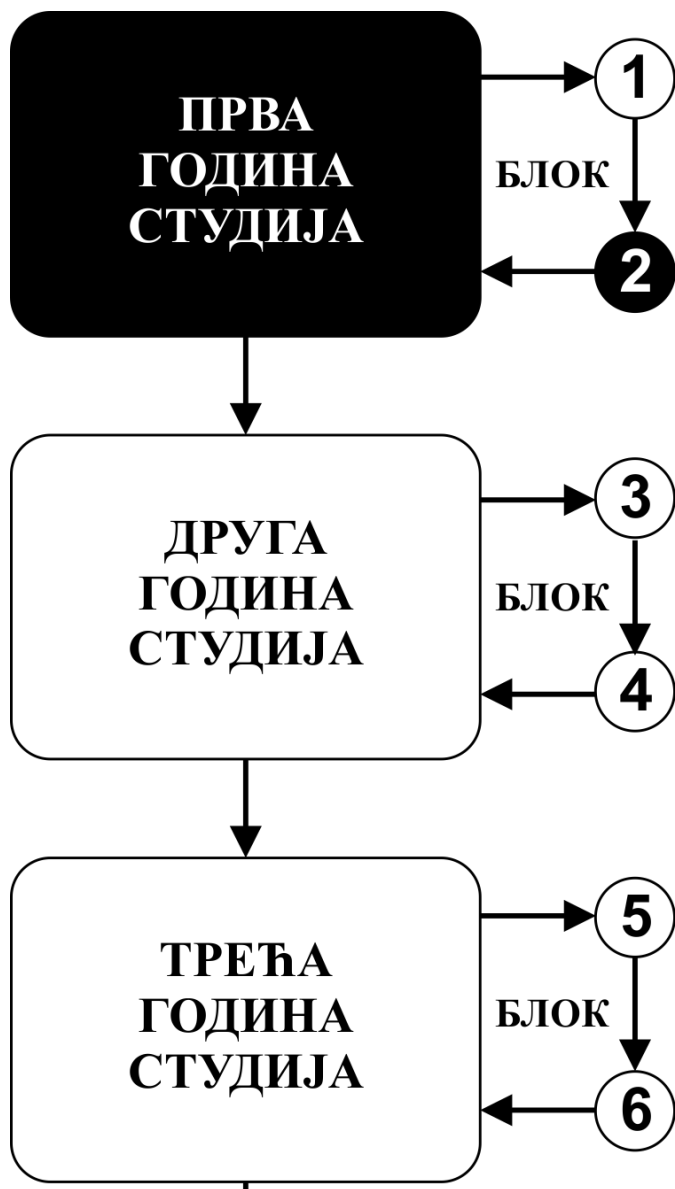 ПРВА
ГОДИНА
СТУДИЈА
1
БЛОК
2
ДРУГА
ГОДИНА
СТУДИЈА
3
БЛОК
4
ТРЕЋА
ГОДИНА
СТУДИЈА
5
БЛОК
6